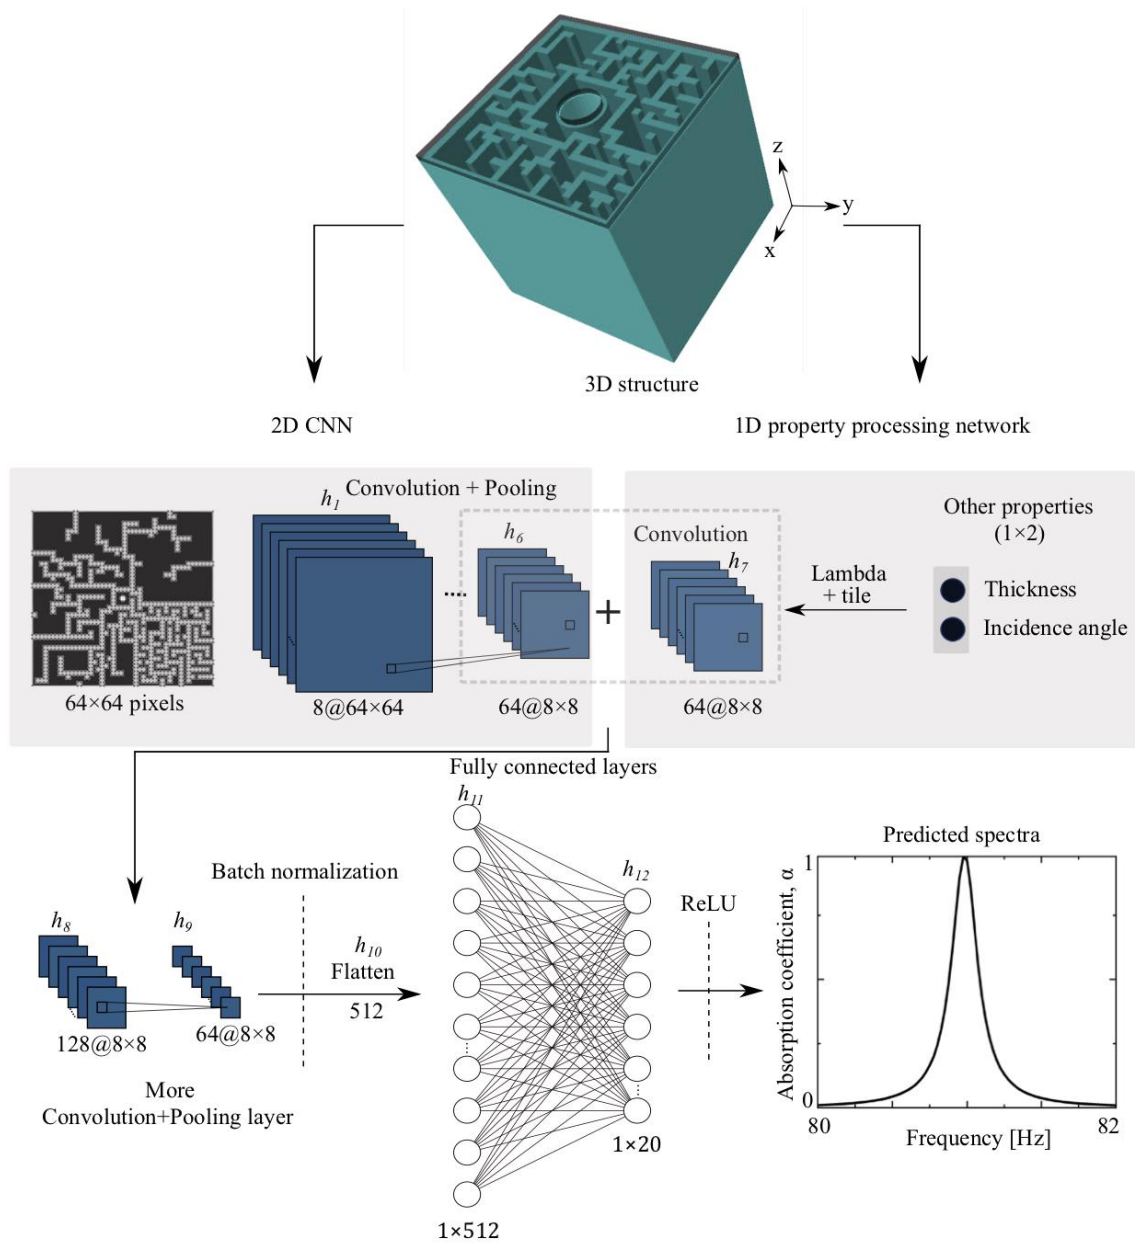 z
y
x
3D structure
2D CNN
1D property processing network
Convolution + Pooling
h1
h6
Convolution
h7
Other properties
(1×2)
Lambda
+ tile
Thickness
Incidence angle
+
64×64 pixels
8@64×64
64@8×8
64@8×8
Fully connected layers
h11
Batch normalization
h12
ReLU
Predicted spectra
h8
h9
h10
Flatten
512
128@8×8
64@8×8
More
Convolution+Pooling layer
1×20
1×512
Absorption coefficient, α
1
0
80
82
Frequency [Hz]